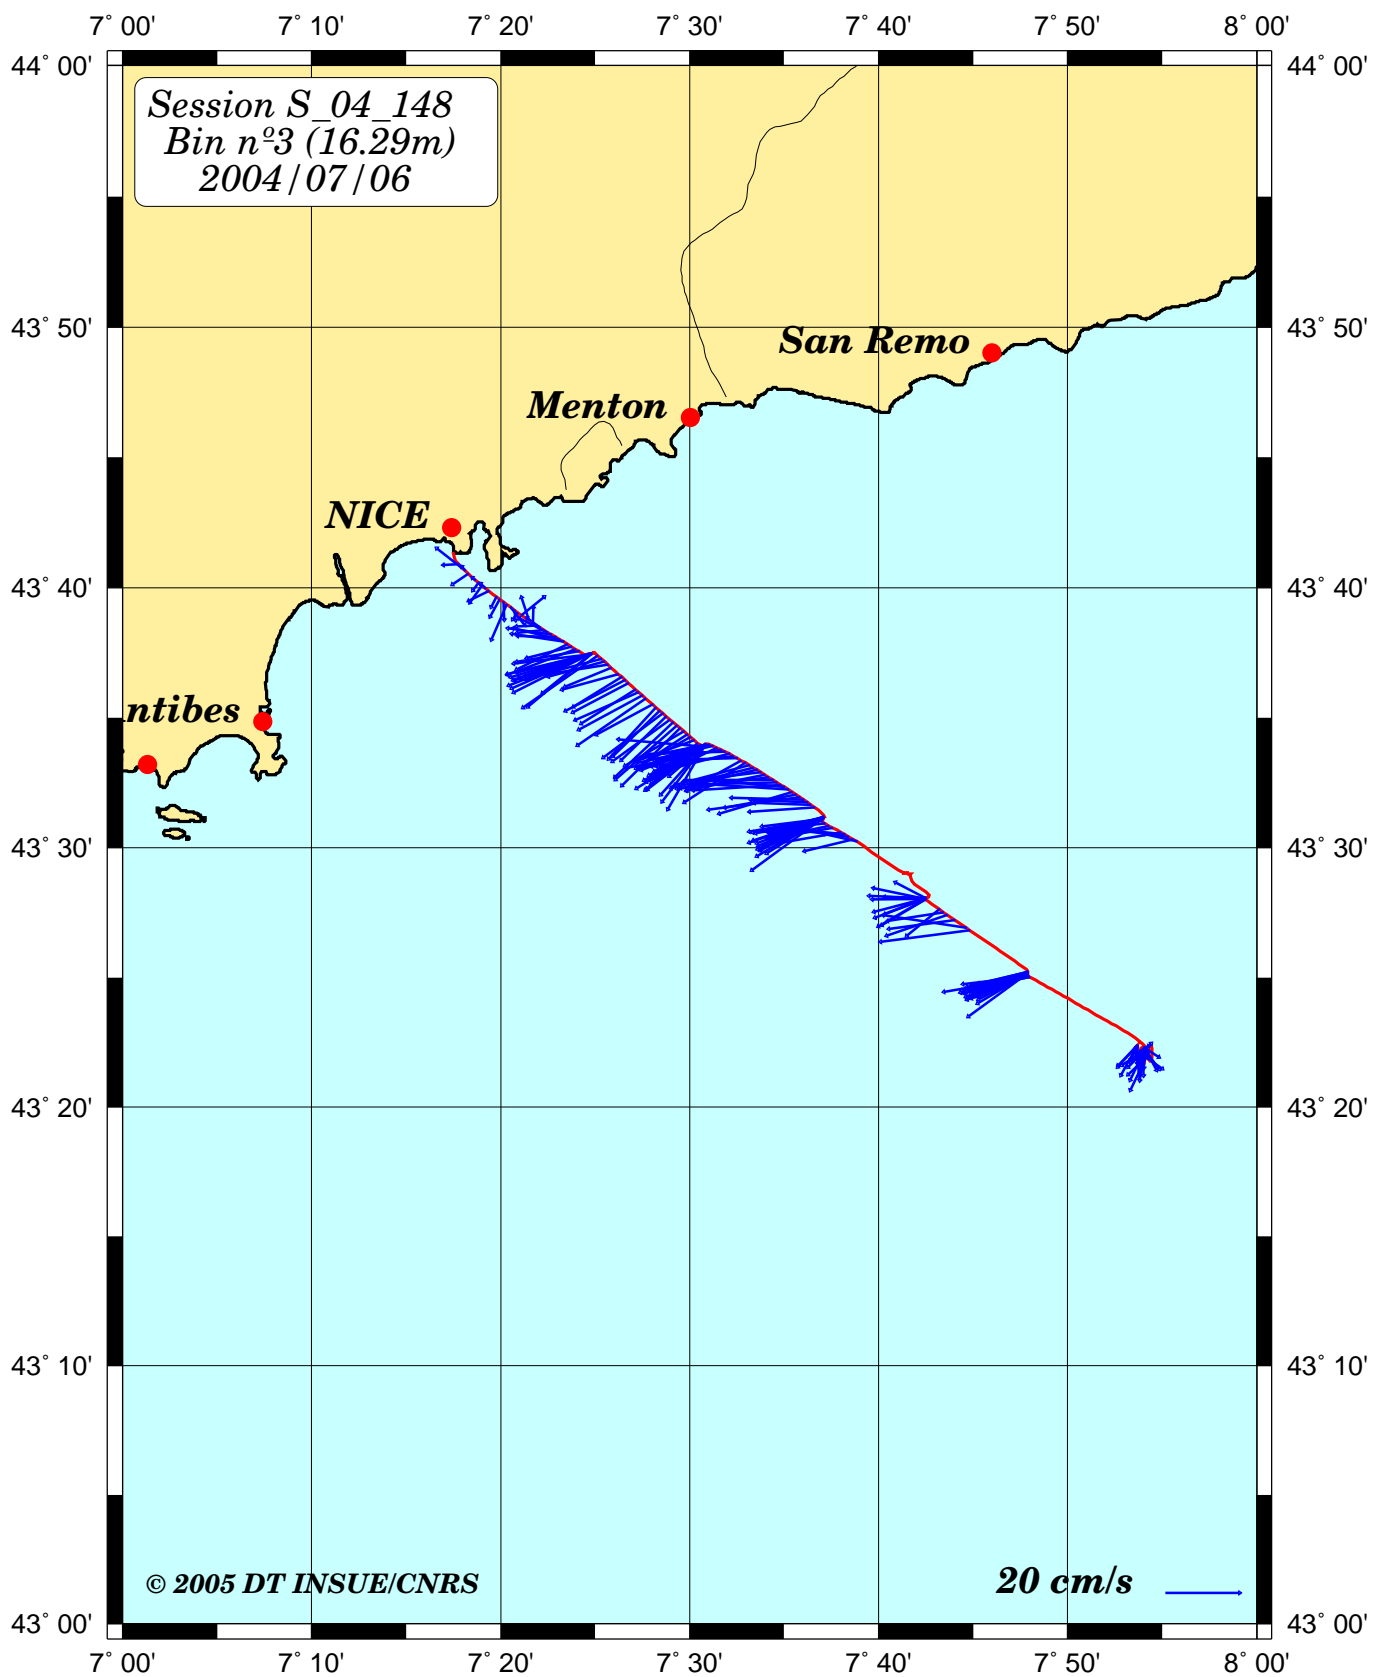 7° 00' 7° 10' 7° 20' 7° 30' 7° 40' 7° 50' 8° 00'
44° 00' 44° 00'
Session S_04_148
Bin nº3 (16.29m)
2004/07/06
43° 50' 43° 50'
San Remo
Menton
NICE
43° 40' 43° 40'
ntibes
43° 30' 43° 30'
43° 20' 43° 20'
43° 10' 43° 10'
© 2005 DT INSUE/CNRS 20 cm/s
43° 00' 43° 00'
7° 00' 7° 10' 7° 20' 7° 30' 7° 40' 7° 50' 8° 00'